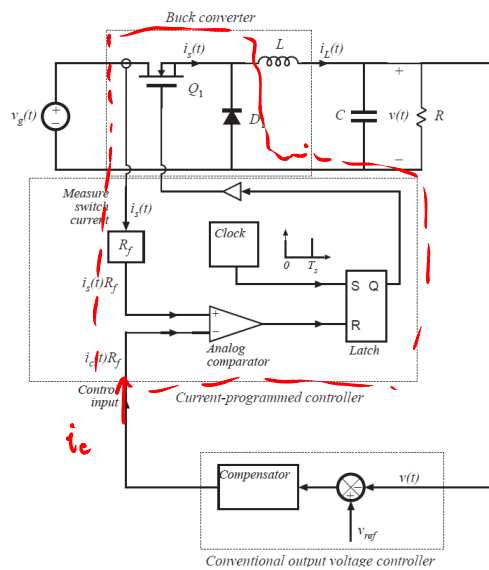 Buck converter
i_s(t)
L
i_L(t)
+
Q_1
v_g(t)
+
−
D_1
C
v(t)
R
−
Measure
switch
current
i_s(t)
Clock
R_f
0
T_s
i_s(t)R_f
S Q
+
−
R
Analog
comparator
Latch
i_c(t)R_f
Control
input
Current-programmed controller
i_c
Compensator
v(t)
−
+
v_ref
Conventional output voltage controller